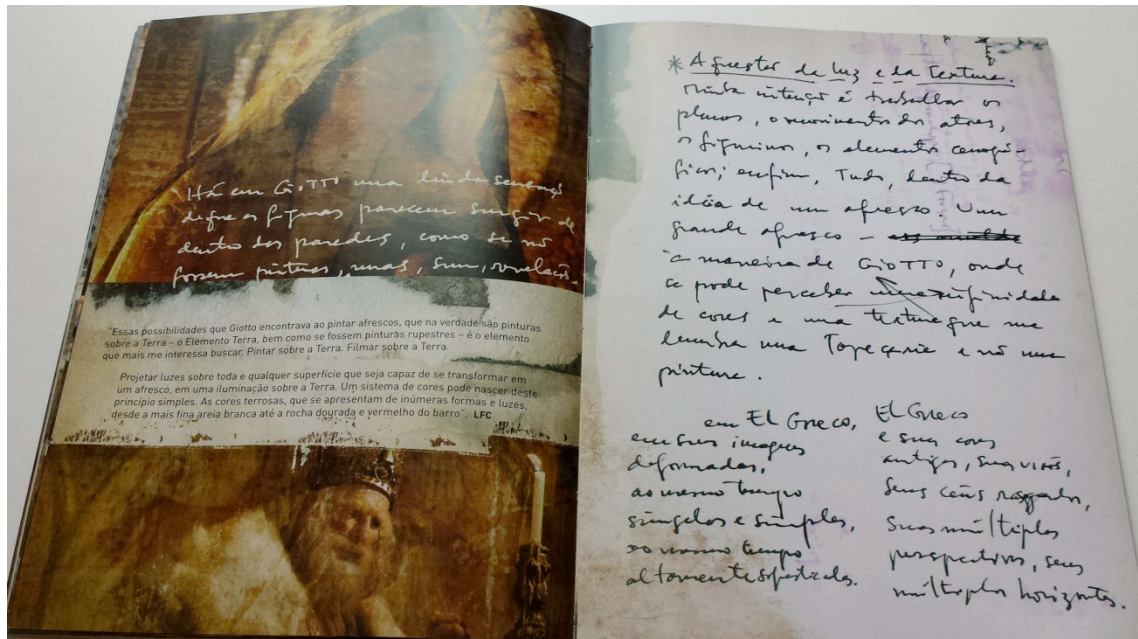 Há em GIOTTO uma linda sensação
de que as figuras parecem surgir de
dentro das paredes, como se não
fossem pinturas, mas, sim, revelações
"Essas possibilidades que Giotto encontrava ao pintar afrescos, que na verdade são pinturas
sobre a Terra – o Elemento Terra, bem como se fossem pinturas rupestres – é o elemento
que mais me interessa buscar. Pintar sobre a Terra. Filmar sobre a Terra.
Projetar luzes sobre toda e qualquer superfície que seja capaz de se transformar em
um afresco, em uma iluminação sobre a Terra. Um sistema de cores pode nascer deste
princípio simples. As cores terrosas, que se apresentam de inúmeras formas e luzes,
desde a mais fina areia branca até a rocha dourada e vermelho do barro". LFC
* A questão da luz e da textura.
minha intenção é trabalhar os
planos, o movimento dos atores,
os figurinos, os elementos cenográ-
ficos; enfim, Tudo, dentro da
idéia de um afresco. Um
grande afresco –
à maneira de GIOTTO, onde
se pode perceber uma infinidade
de cores e uma textura que me
lembra uma Tapeçaria e não uma
pintura.
em EL Greco,
em suas imagens
deformadas,
ao mesmo tempo
singelas e simples,
ao mesmo tempo
altamente sofisticadas.
EL Greco
e suas cores
antigas, suas visões,
seus céus rasgados,
suas múltiplas
perspectivas, seus
múltiplos horizontes.